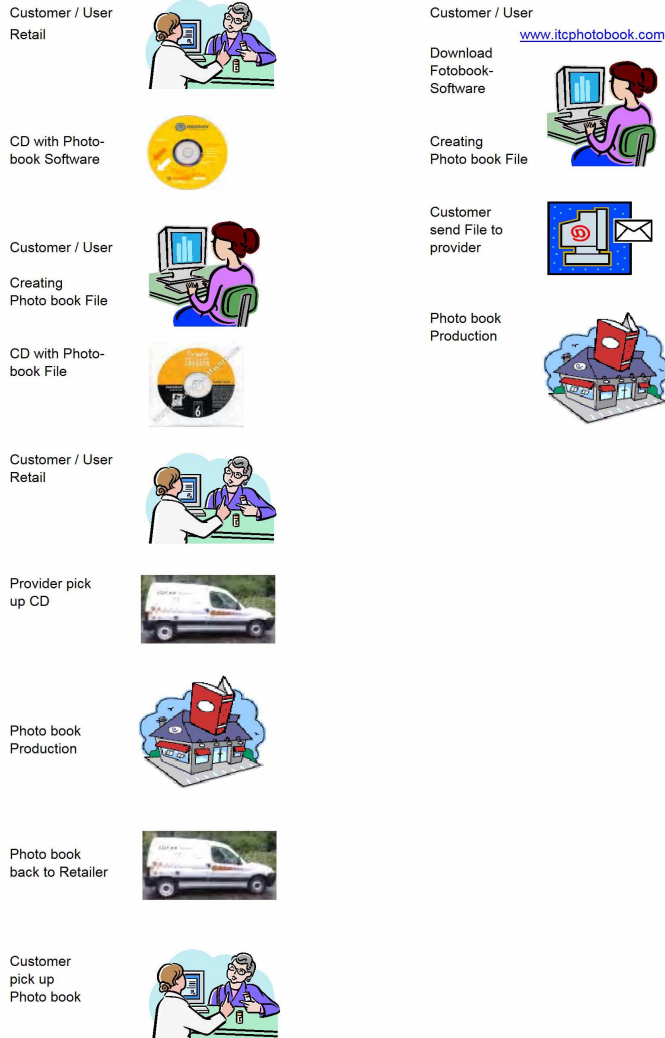 Customer / User
Retail
CD with Photo-
book Software
Customer / User
Creating
Photo book File
CD with Photo-
book File
Customer / User
Retail
Provider pick
up CD
Photo book
Production
Photo book
back to Retailer
Customer
pick up
Photo book
Customer / User
www.itcphotobook.com
Download
Fotobook-
Software
Creating
Photo book File
Customer
send File to
provider
Photo book
Production